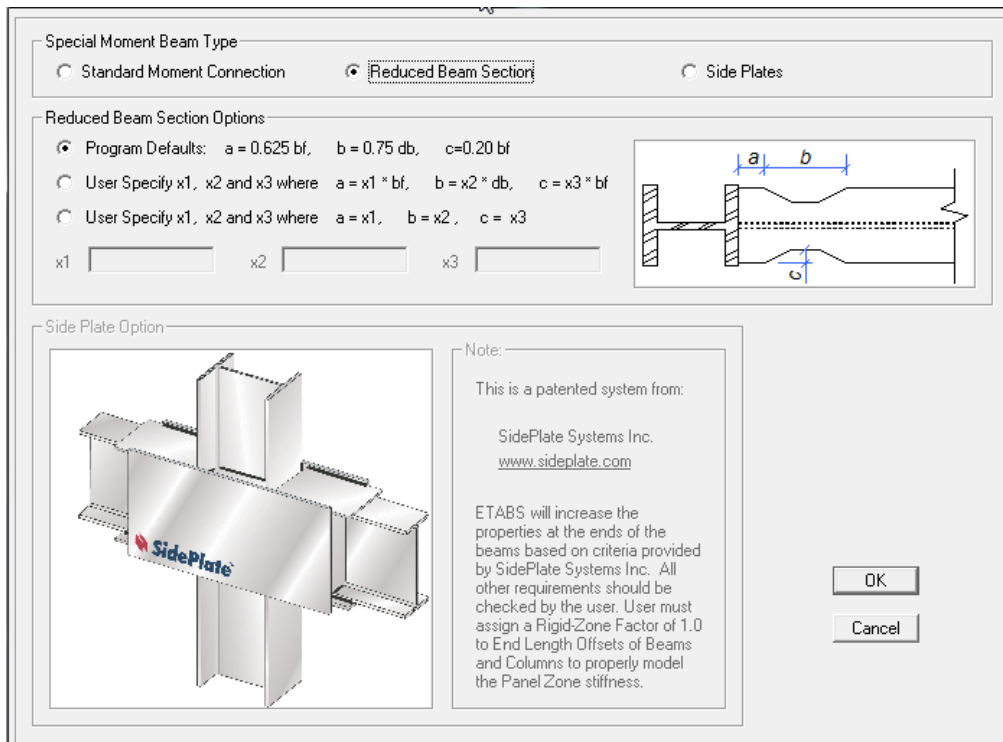 Special Moment Beam Type
Standard Moment Connection
Reduced Beam Section
Side Plates
Reduced Beam Section Options
Program Defaults: a = 0.625 bf, b = 0.75 db, c=0.20 bf
User Specify x1, x2 and x3 where a = x1 * bf, b = x2 * db, c = x3 * bf
User Specify x1, x2 and x3 where a = x1, b = x2 , c = x3
x1
x2
x3
a
b
c
Side Plate Option
SidePlate
Note:
This is a patented system from:
SidePlate Systems Inc.
www.sideplate.com
ETABS will increase the
properties at the ends of the
beams based on criteria provided
by SidePlate Systems Inc. All
other requirements should be
checked by the user. User must
assign a Rigid-Zone Factor of 1.0
to End Length Offsets of Beams
and Columns to properly model
the Panel Zone stiffness.
OK
Cancel